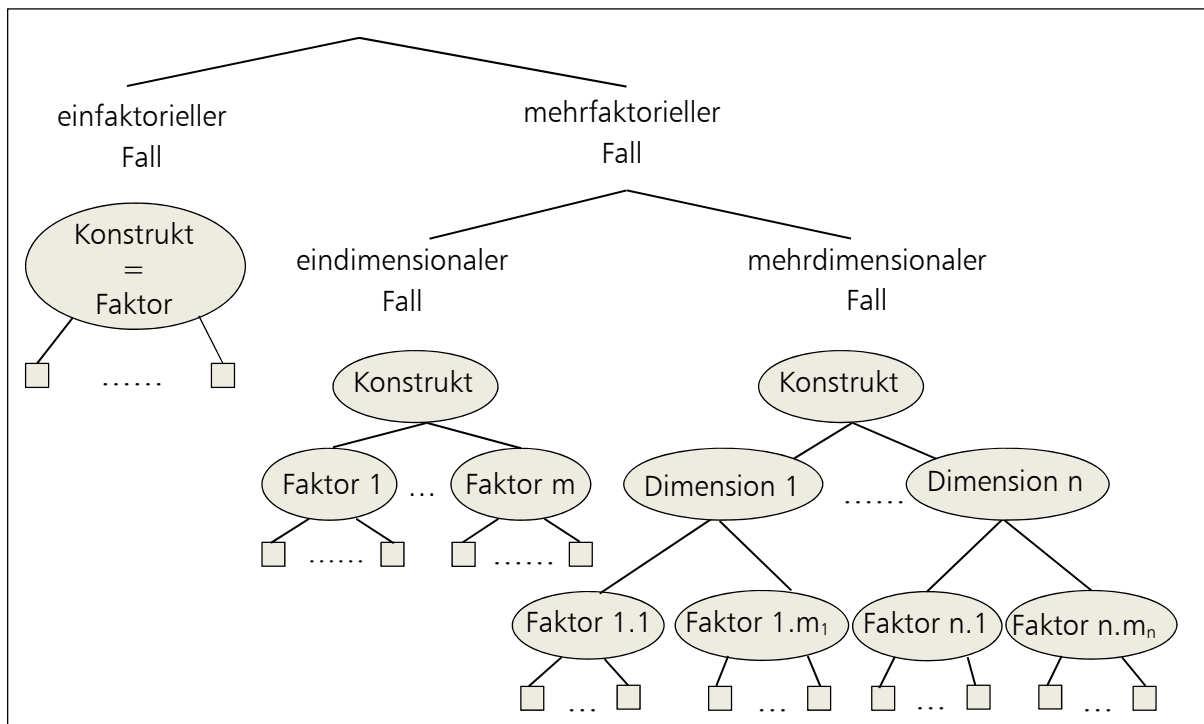 einfaktorieller
Fall
mehrfaktorieller
Fall
Konstrukt
=
Faktor
......
eindimensionaler
Fall
mehrdimensionaler
Fall
Konstrukt
Konstrukt
Faktor 1
...
Faktor m
Dimension 1
......
Dimension n
......
......
Faktor 1.1
Faktor 1.m₁
Faktor n.1
Faktor n.mₙ
...
...
...
...